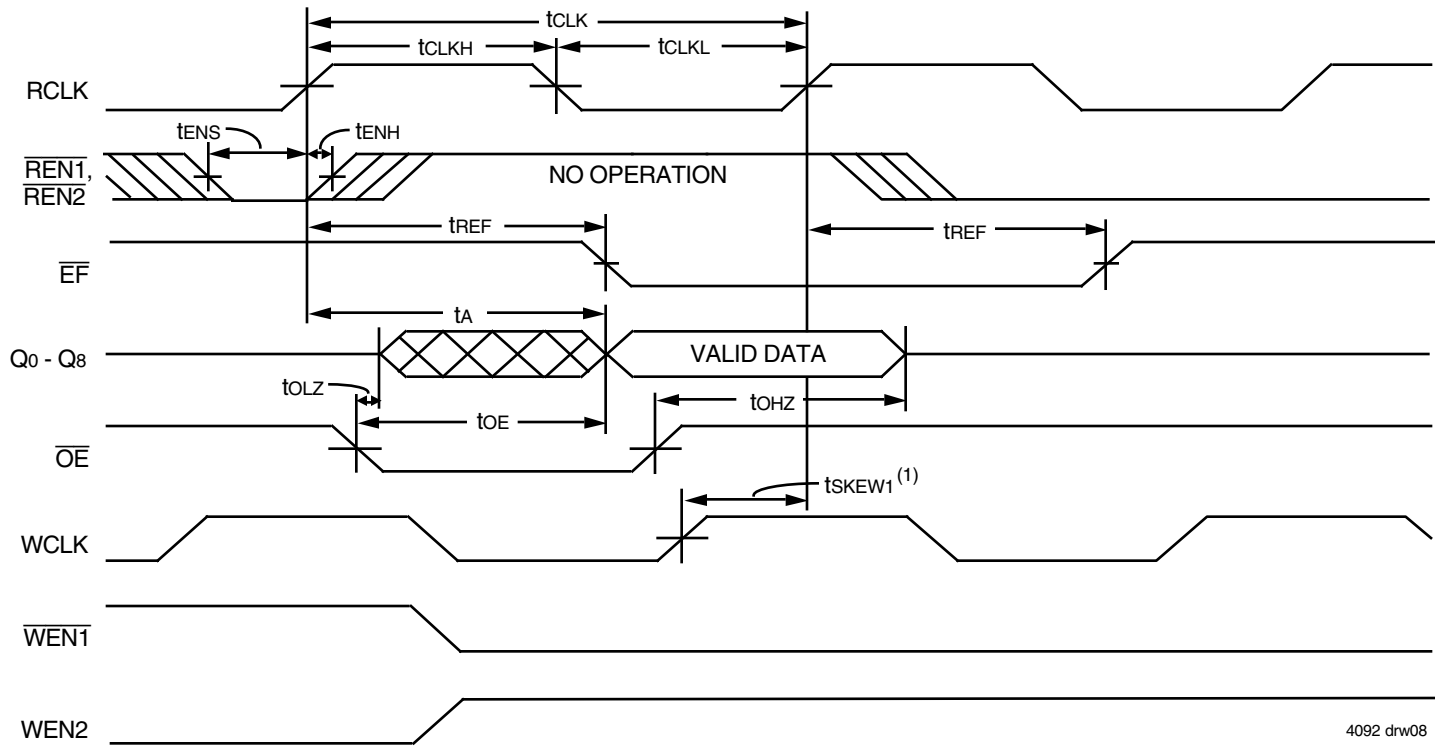 tCLK
tCLKH
tCLKL
RCLK
tENS
tENH
REN1,
REN2
NO OPERATION
tREF
tREF
EF
tA
Q0 - Q8
VALID DATA
tOLZ
tOHZ
tOE
OE
tSKEW1(1)
WCLK
WEN1
WEN2
4092 drw08